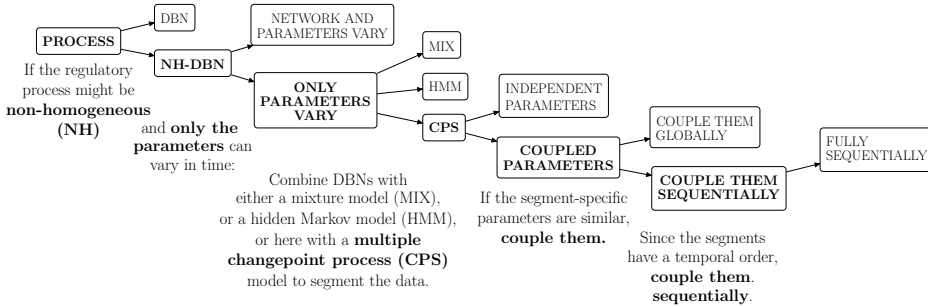 DBN
NETWORK AND
PARAMETERS VARY
PROCESS
NH-DBN
MIX
If the regulatory
process might be
non-homogeneous
(NH)
ONLY
PARAMETERS
VARY
HMM
INDEPENDENT
PARAMETERS
and only the
parameters can
vary in time:
CPS
COUPLE THEM
GLOBALLY
FULLY
SEQUENTIALLY
COUPLED
PARAMETERS
COUPLE THEM
SEQUENTIALLY
Combine DBNs with
either a mixture model (MIX),
or a hidden Markov model (HMM),
or here with a multiple
changepoint process (CPS)
model to segment the data.
If the segment-specific
parameters are similar,
couple them.
Since the segments
have a temporal order,
couple them.
sequentially.